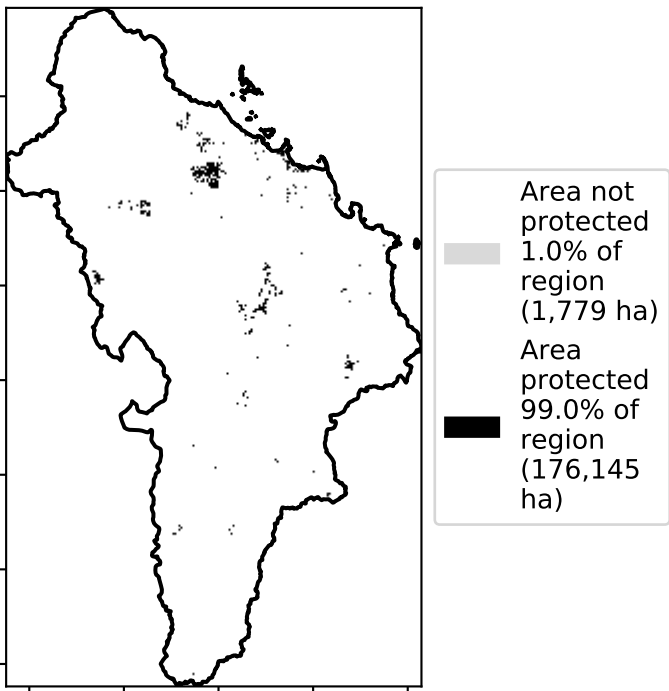 Area not
protected
1.0% of
region
(1,779 ha)
Area
protected
99.0% of
region
(176,145
ha)